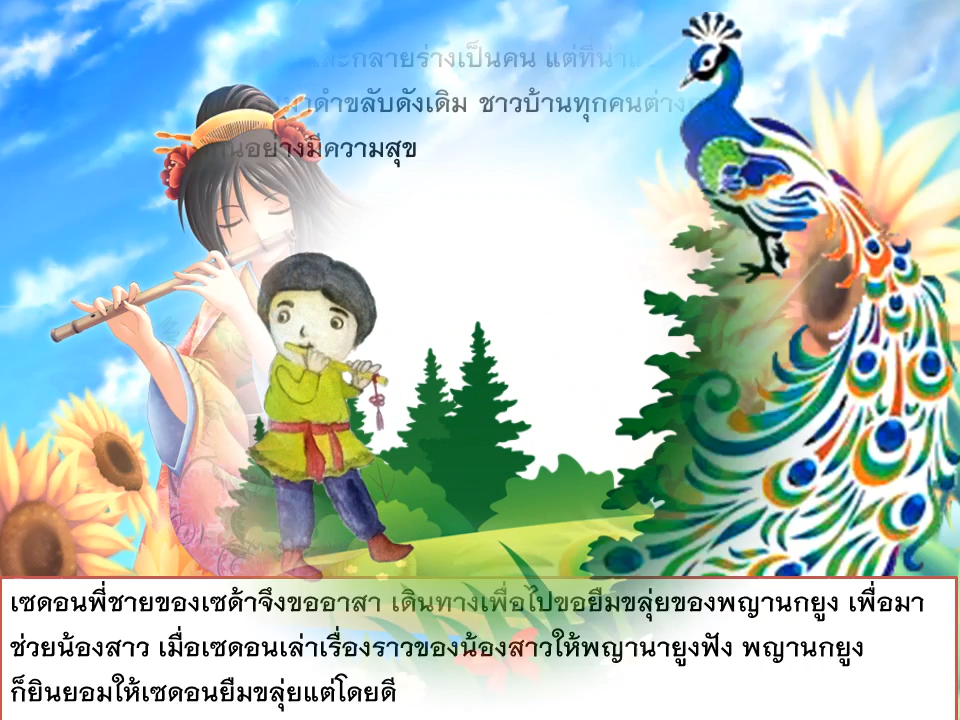 กลายร่างเป็นคน แต่ที่
ดำขลับดังเดิม ชาวบ้านทุกคนต่าง
อย่างมีความสุข
เซดอนพี่ชายของเซด้าจึงขออาสา เดินทางเพื่อไปขอยืมขลุ่ยของพญานกยูง เพื่อมา
ช่วยน้องสาว เมื่อเซดอนเล่าเรื่องราวของน้องสาวให้พญานายูงฟัง พญานกยูง
ก็ยินยอมให้เซดอนยืมขลุ่ยแต่โดยดี